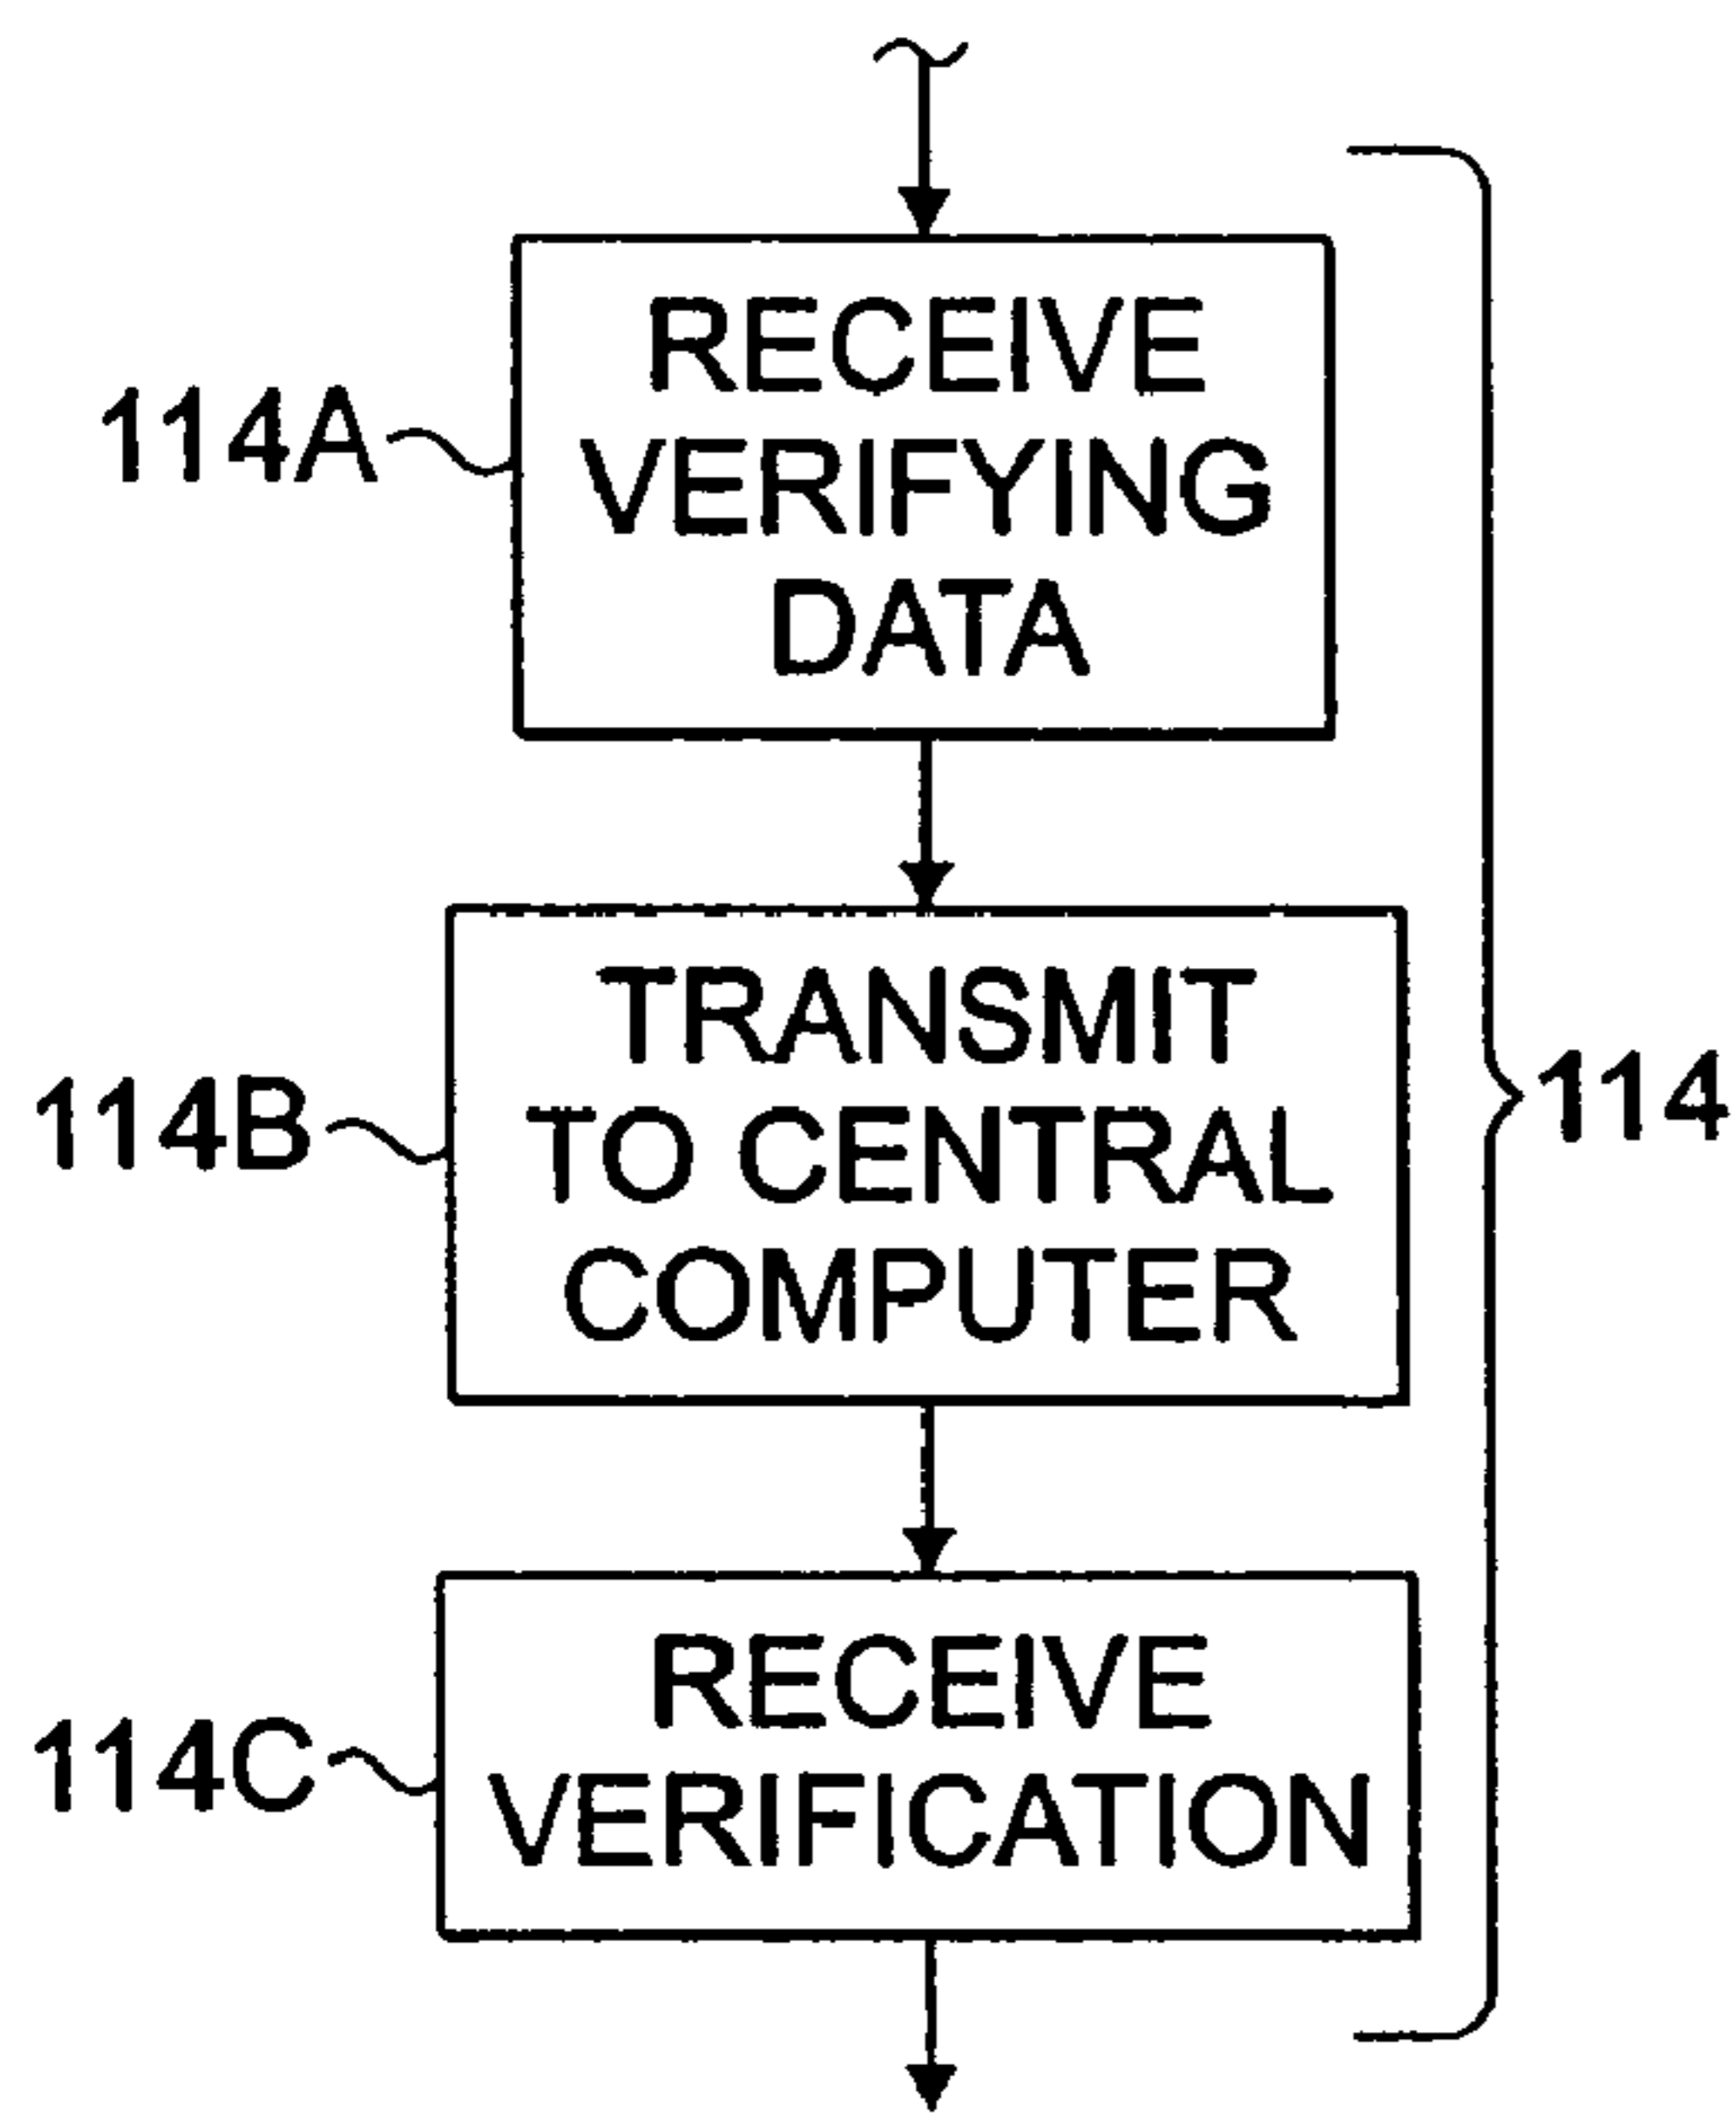 RECEIVE
114A
VERIFYING
DATA
TRANSMIT
114B
TO CENTRAL
114
COMPUTER
RECEIVE
114C
VERIFICATION